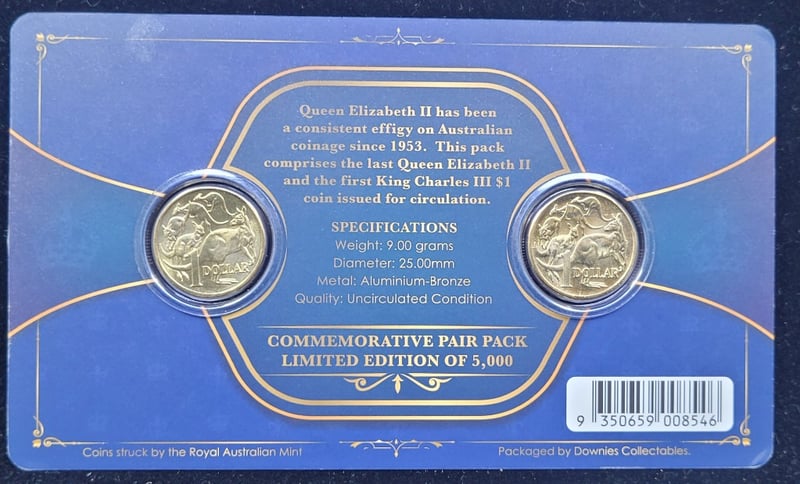 Queen Elizabeth II has been
a consistent effigy on Australian
coinage since 1953. This pack
comprises the last Queen Elizabeth II
and the first King Charles III $1
coin issued for circulation.
SPECIFICATIONS
Weight: 9.00 grams
Diameter: 25.00mm
Metal: Aluminium-Bronze
Quality: Uncirculated Condition
1 DOLLAR
1 DOLLAR
COMMEMORATIVE PAIR PACK
LIMITED EDITION OF 5,000
9 350659 008546
Coins struck by the Royal Australian Mint
Packaged by Downies Collectables.